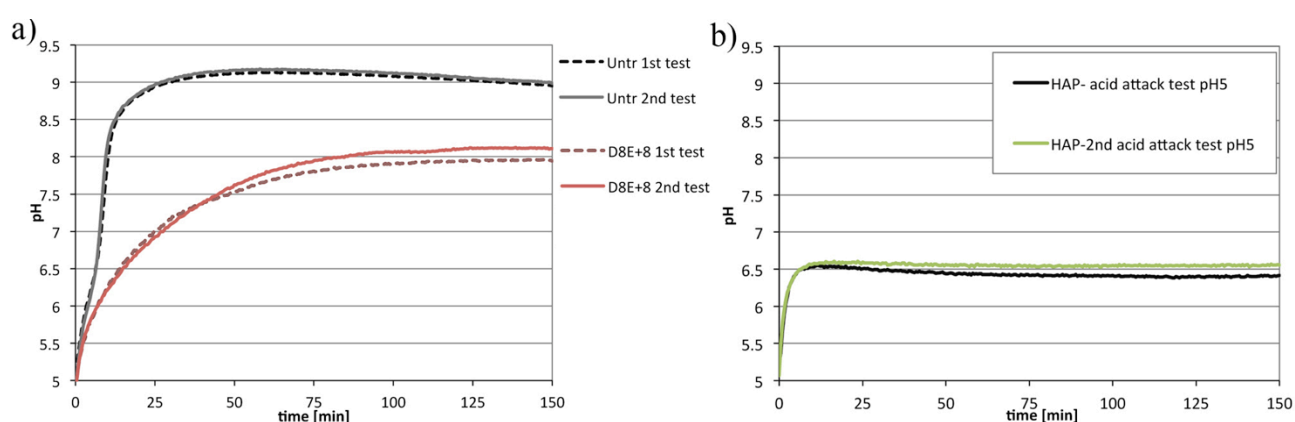 a)
9.5
9
8.5
8
7.5
7
6.5
6
5.5
5
pH
0 25 50 75 100 125 150
time [min]
Untr 1st test
Untr 2nd test
D8E+8 1st test
D8E+8 2nd test
b)
9.5
9
8.5
8
7.5
7
6.5
6
5.5
5
pH
0 25 50 75 100 125 150
time [min]
HAP- acid attack test pH5
HAP-2nd acid attack test pH5